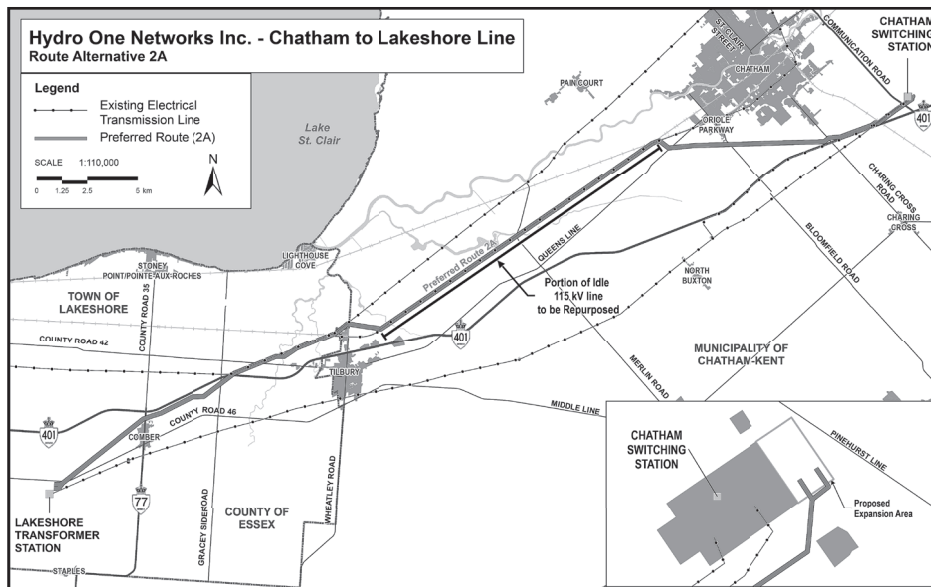 Hydro One Networks Inc. - Chatham to Lakeshore Line
Route Alternative 2A
Legend
Existing Electrical
Transmission Line
Preferred Route (2A)
SCALE 1:110,000
0 1.25 2.5 5 km
N
Lake
St. Clair
PAIN COURT
ST. CLAIR
STREET
CHATHAM
COMMUNICATION ROAD
CHATHAM
SWITCHING
STATION
401
ORIOLE
PARKWAY
CHARING CROSS
ROAD
CHARING
CROSS
BLOOMFIELD ROAD
QUEENS LINE
Preferred Route 2A
Portion of Idle
115 kV line
to be Repurposed
NORTH
BUXTON
LIGHTHOUSE
COVE
STONEY
POINT/POINTE-AUX-ROCHES
TOWN OF
LAKESHORE
COUNTY ROAD 35
COUNTY ROAD 42
401
TILBURY
MUNICIPALITY OF
CHATHAM-KENT
MERLIN ROAD
MIDDLE LINE
COUNTY ROAD 46
401
COMBER
77
GRACEY SIDEROAD
COUNTY OF
ESSEX
WHEATLEY ROAD
LAKESHORE
TRANSFORMER
STATION
STAPLES
CHATHAM
SWITCHING
STATION
PINEHURST LINE
Proposed
Expansion Area